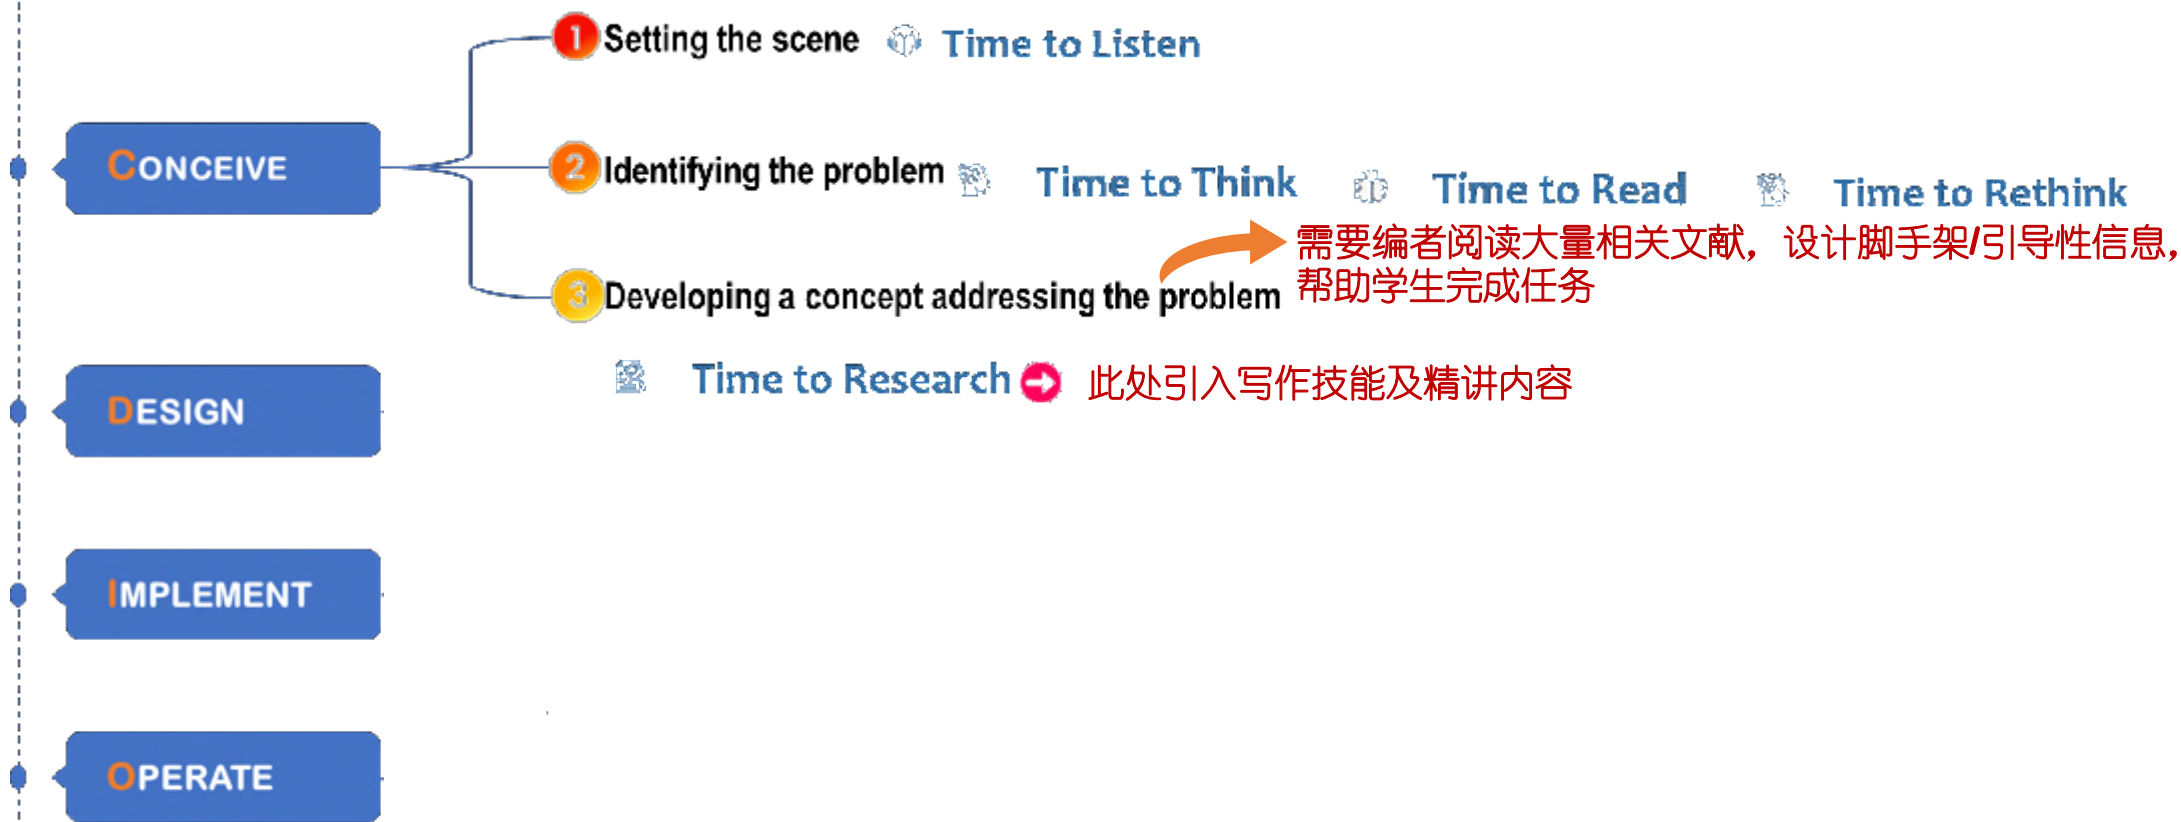 1 Setting the scene Time to Listen
CONCEIVE
2 Identifying the problem Time to Think Time to Read Time to Rethink
需要编者阅读大量相关文献，设计脚手架/引导性信息，
帮助学生完成任务
3 Developing a concept addressing the problem
Time to Research 此处引入写作技能及精讲内容
DESIGN
IMPLEMENT
OPERATE